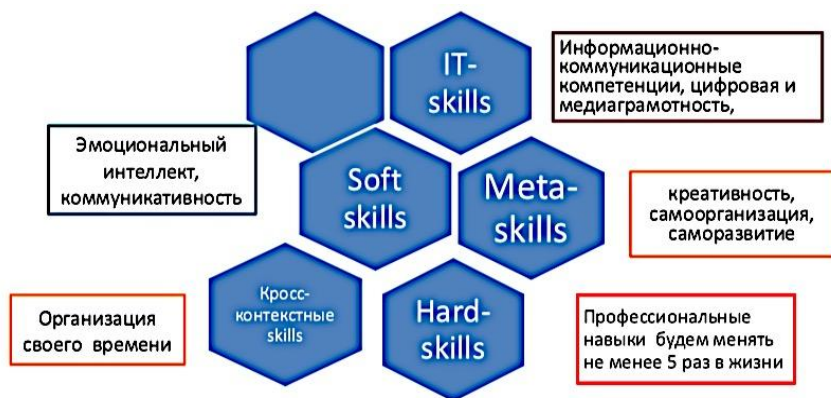 IT-
skills
Информационно-
коммуникационные
компетенции, цифровая и
медиаграмотность,
Эмоциональный
интеллект,
коммуникативность
Soft
skills
Meta-
skills
креативность,
самоорганизация,
саморазвитие
Организация
своего времени
Кросс-
контекстные
skills
Hard-
skills
Профессиональные
навыки будем менять
не менее 5 раз в жизни